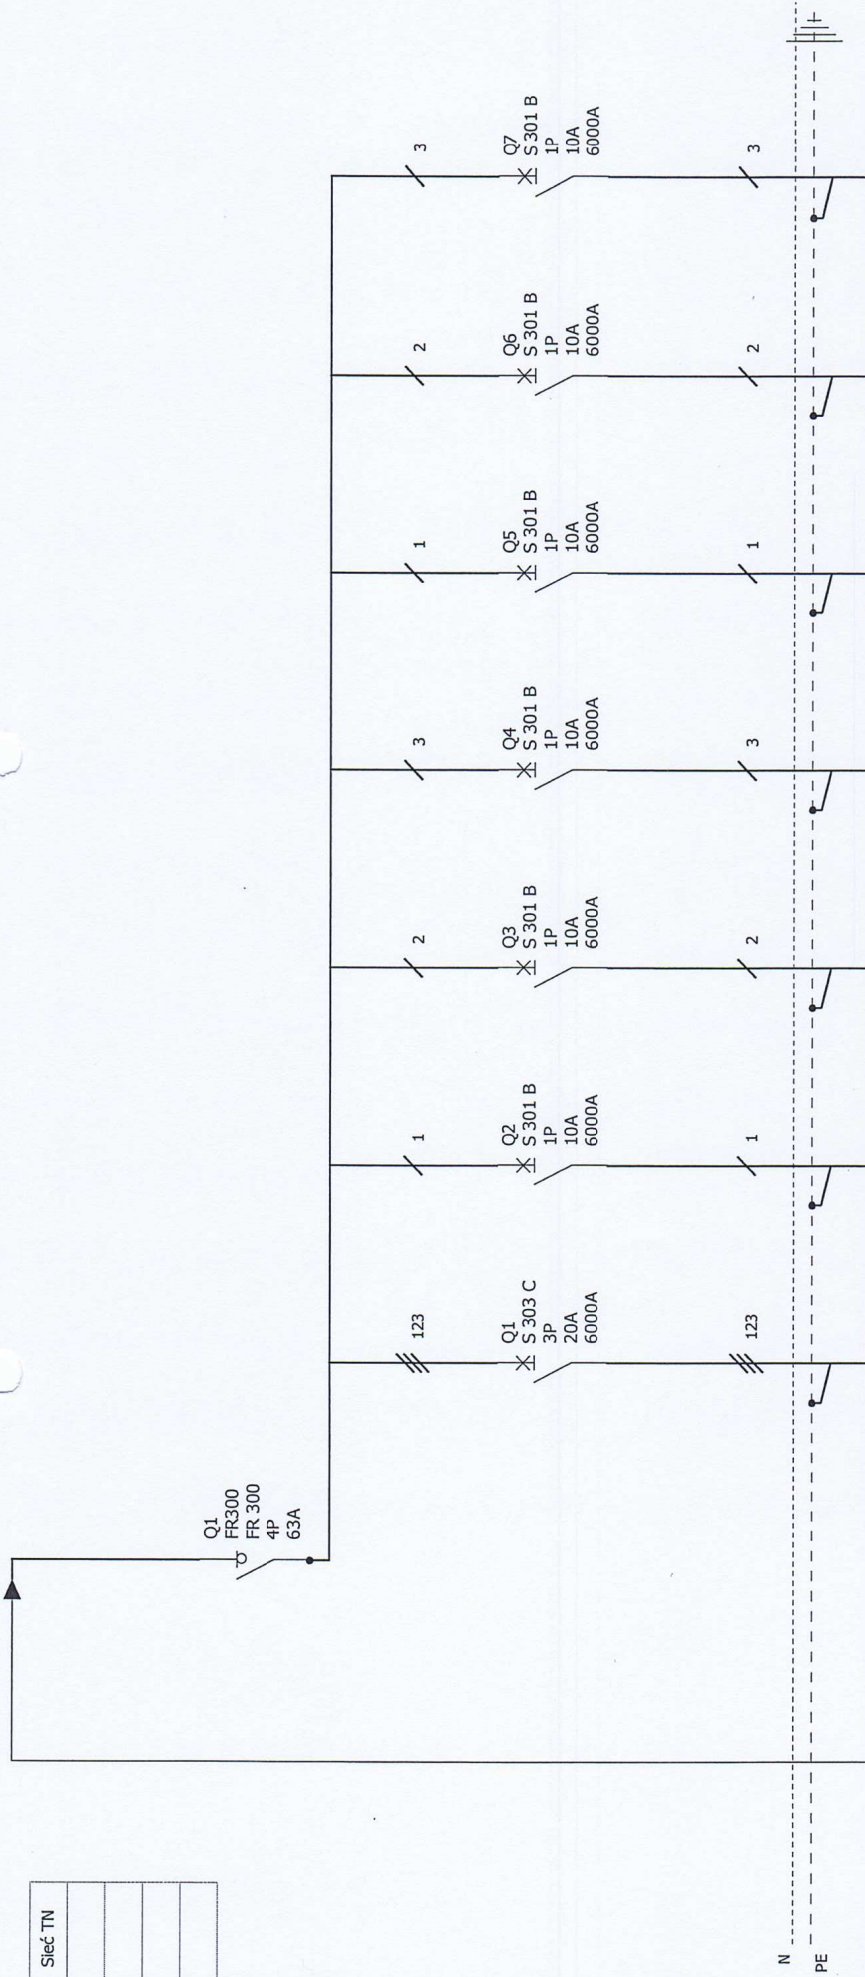 Sieć TN
Q1
FR300
FR 300
4P
63A
123
Q1
S 303 C
3P
20A
6000A
123
1
Q2
S 301 B
1P
10A
6000A
1
2
Q3
S 301 B
1P
10A
6000A
2
3
Q4
S 301 B
1P
10A
6000A
3
1
Q5
S 301 B
1P
10A
6000A
1
2
Q6
S 301 B
1P
10A
6000A
2
3
Q7
S 301 B
1P
10A
6000A
3
N
PE